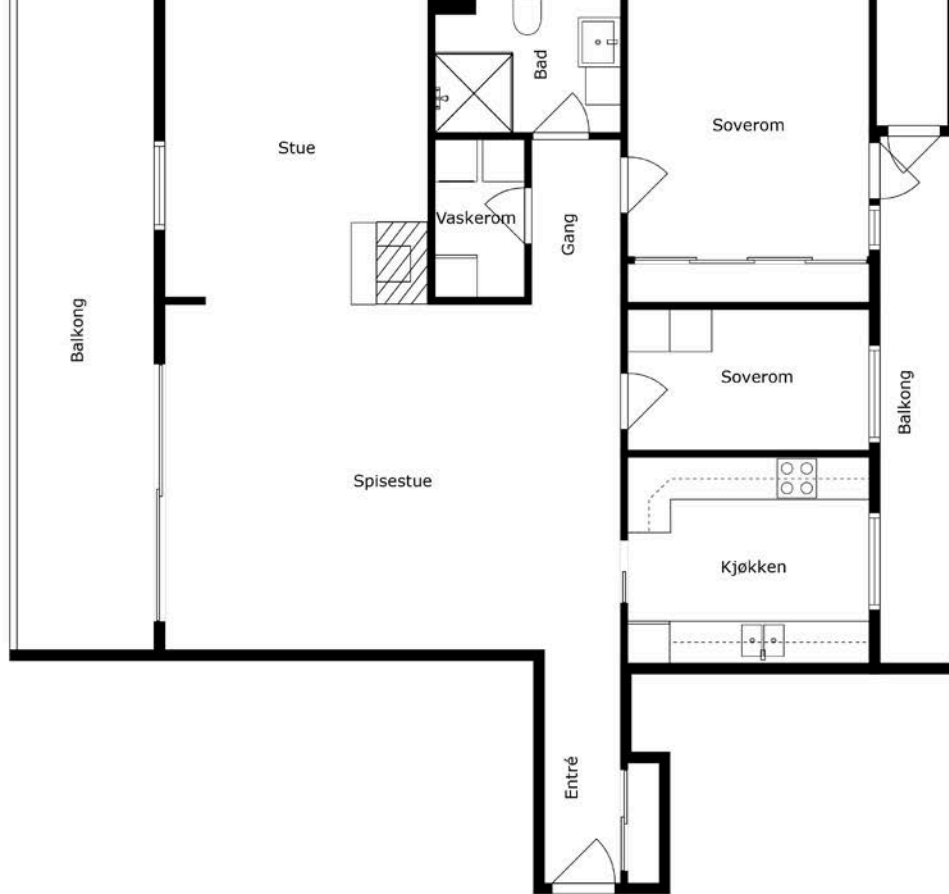 Bad
Soverom
Stue
Vaskerom
Gang
Balkong
Soverom
Balkong
Spisestue
Kjøkken
Entré